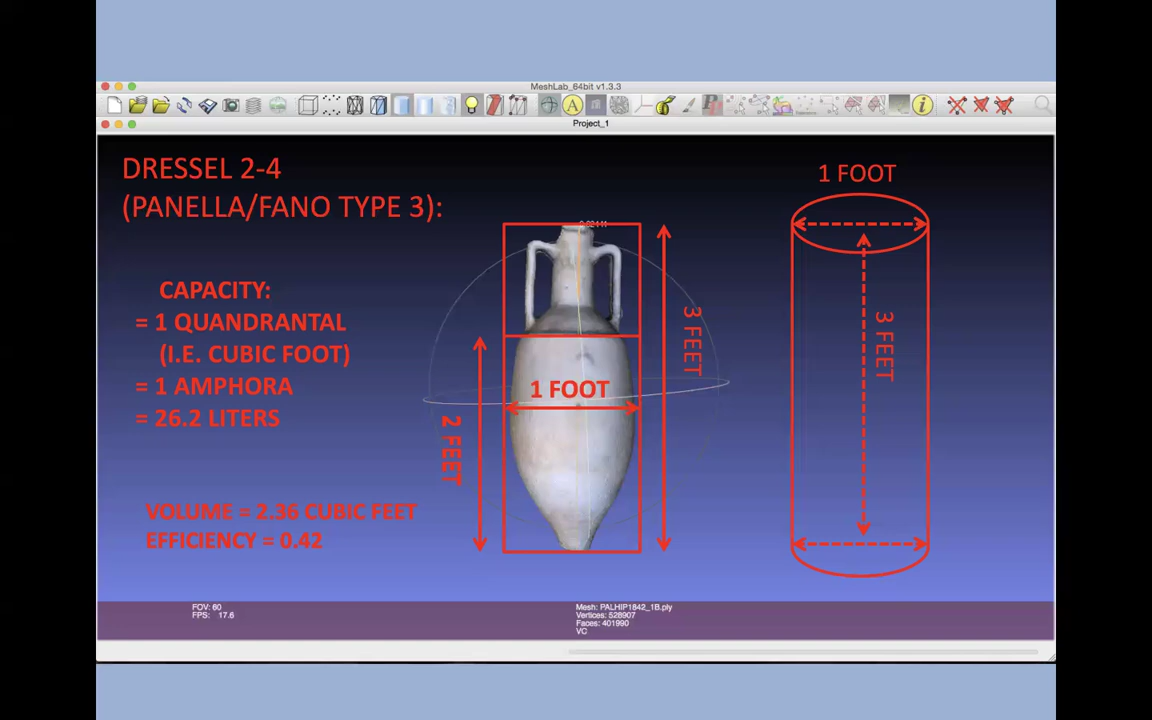 MeshLab_64bit v1.3.3
Project_1
DRESSEL 2-4
(PANELLA/FANO TYPE 3):
CAPACITY:
= 1 QUANDRANTAL
(I.E. CUBIC FOOT)
= 1 AMPHORA
= 26.2 LITERS
VOLUME = 2.36 CUBIC FEET
EFFICIENCY = 0.42
2 FEET
1 FOOT
3 FEET
1 FOOT
3 FEET
FOV: 60
FPS: 17.6
Mesh: PALHIP1842_1B.ply
Vertices: 528907
Faces: 401990
VC